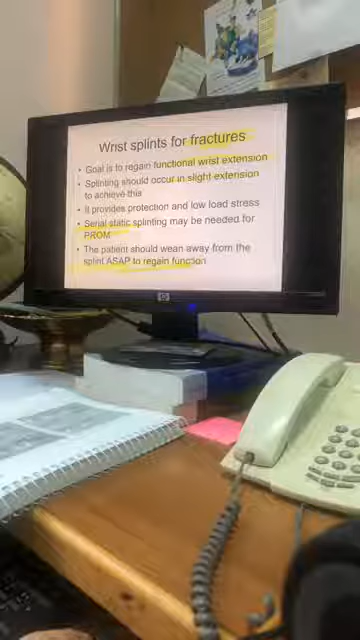 Wrist splints for fractures
• Goal is to regain functional wrist extension
• Splinting should occur in slight extension
to achieve this
• It provides protection and low load stress
• Serial static splinting may be needed for
PROM
• The patient should wean away from the
splint ASAP to regain function
hp